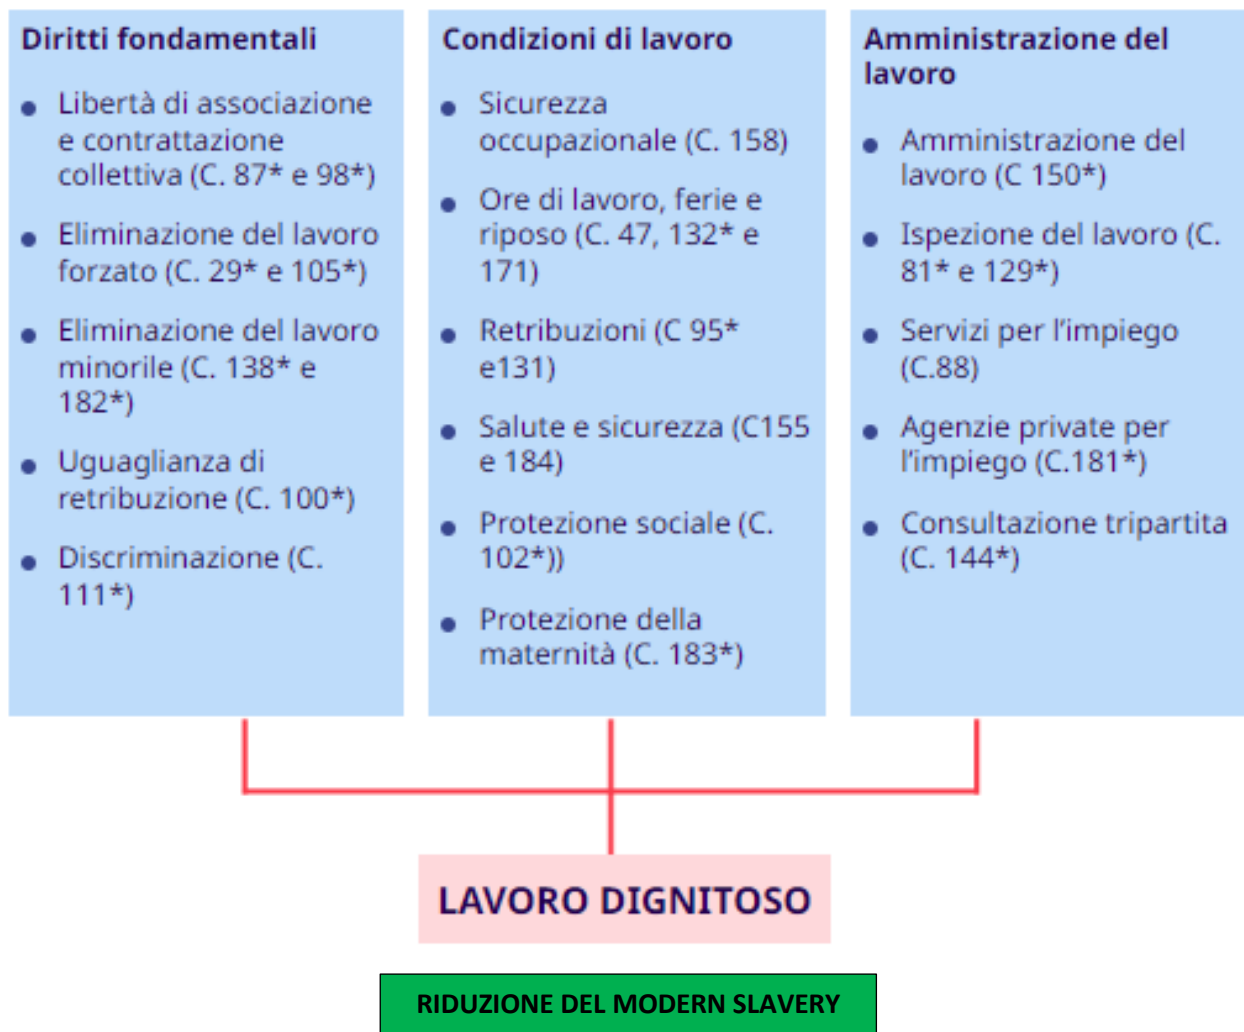 Diritti fondamentali
Libertà di associazione
e contrattazione
collettiva (C. 87* e 98*)
Eliminazione del lavoro
forzato (C. 29* e 105*)
Eliminazione del lavoro
minorile (C. 138* e
182*)
Uguaglianza di
retribuzione (C. 100*)
Discriminazione (C.
111*)
Condizioni di lavoro
Sicurezza
occupazionale (C. 158)
Ore di lavoro, ferie e
riposo (C. 47, 132* e
171)
Retribuzioni (C 95*
e131)
Salute e sicurezza (C155
e 184)
Protezione sociale (C.
102*))
Protezione della
maternità (C. 183*)
Amministrazione del
lavoro
Amministrazione del
lavoro (C 150*)
Ispezione del lavoro (C.
81* e 129*)
Servizi per l’impiego
(C.88)
Agenzie private per
l’impiego (C.181*)
Consultazione tripartita
(C. 144*)
LAVORO DIGNITOSO
RIDUZIONE DEL MODERN SLAVERY